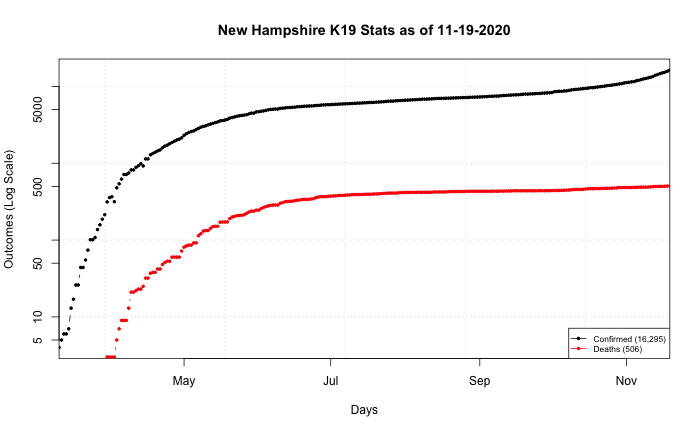 New Hampshire K19 Stats as of 11-19-2020
Outcomes (Log Scale)
5000
500
50
10
5
Confirmed (16,295)
Deaths (506)
May Jul Sep Nov
Days